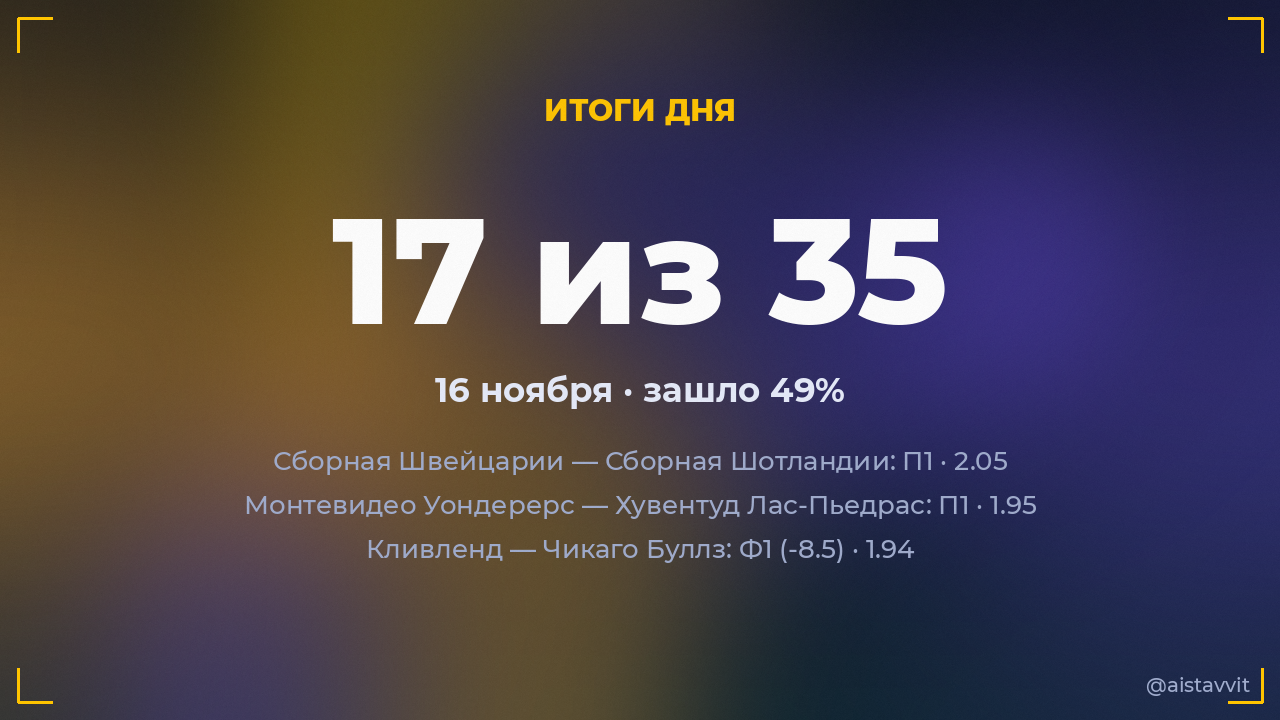 ИТОГИ ДНЯ
17 из 35
16 ноября · зашло 49%
Сборная Швейцарии — Сборная Шотландии: П1 · 2.05
Монтевидео Уондерерс — Хувентуд Лас-Пьедрас: П1 · 1.95
Кливленд — Чикаго Буллз: Ф1 (-8.5) · 1.94
@aistavvit